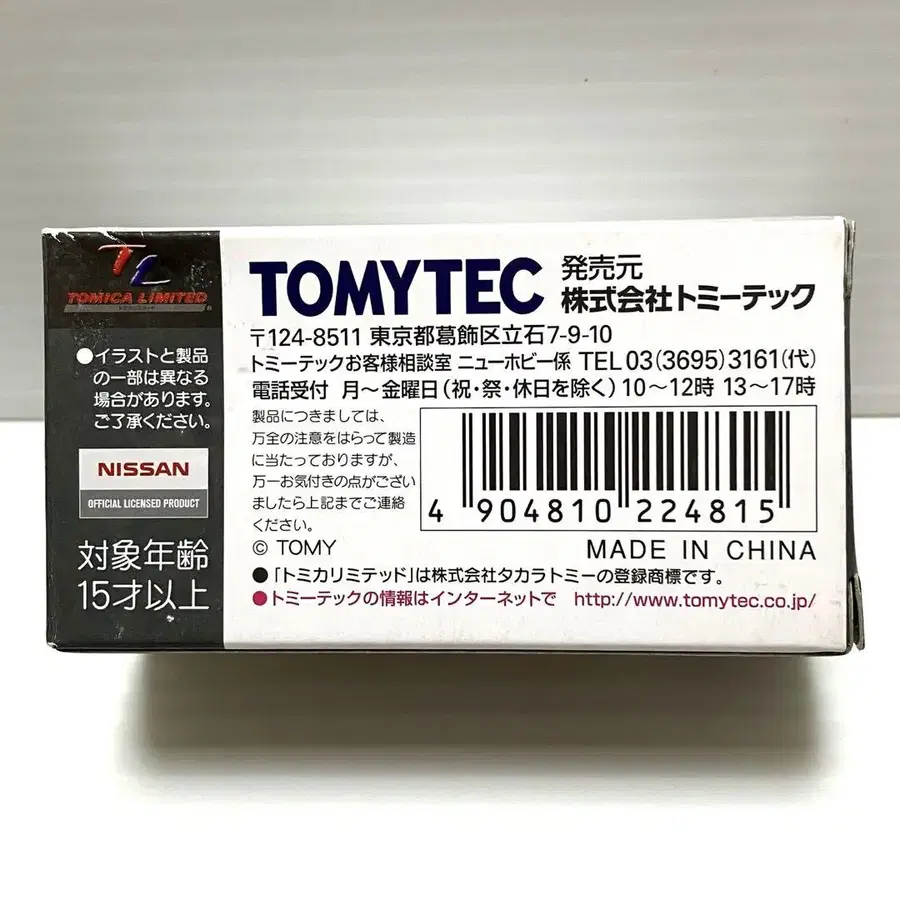 TL
TOMICA LIMITED
●イラストと製品
の一部は異なる
場合があります。
ご了承ください。
NISSAN
OFFICIAL LICENSED PRODUCT
対象年齢
15才以上
TOMYTEC
発売元
株式会社トミーテック
〒124-8511 東京都葛飾区立石7-9-10
トミーテックお客様相談室 ニューホビー係 TEL 03(3695)3161(代)
電話受付 月～金曜日(祝・祭・休日を除く)10～12時 13～17時
製品につきましては、
万全の注意をはらって製造
に当たっておりますが、
万一お気付きの点がござい
ましたら上記までご連絡
ください。
4 904810 224815
© TOMY
MADE IN CHINA
●「トミカリミテッド」は株式会社タカラトミーの登録商標です。
●トミーテックの情報はインターネットで http://www.tomytec.co.jp/